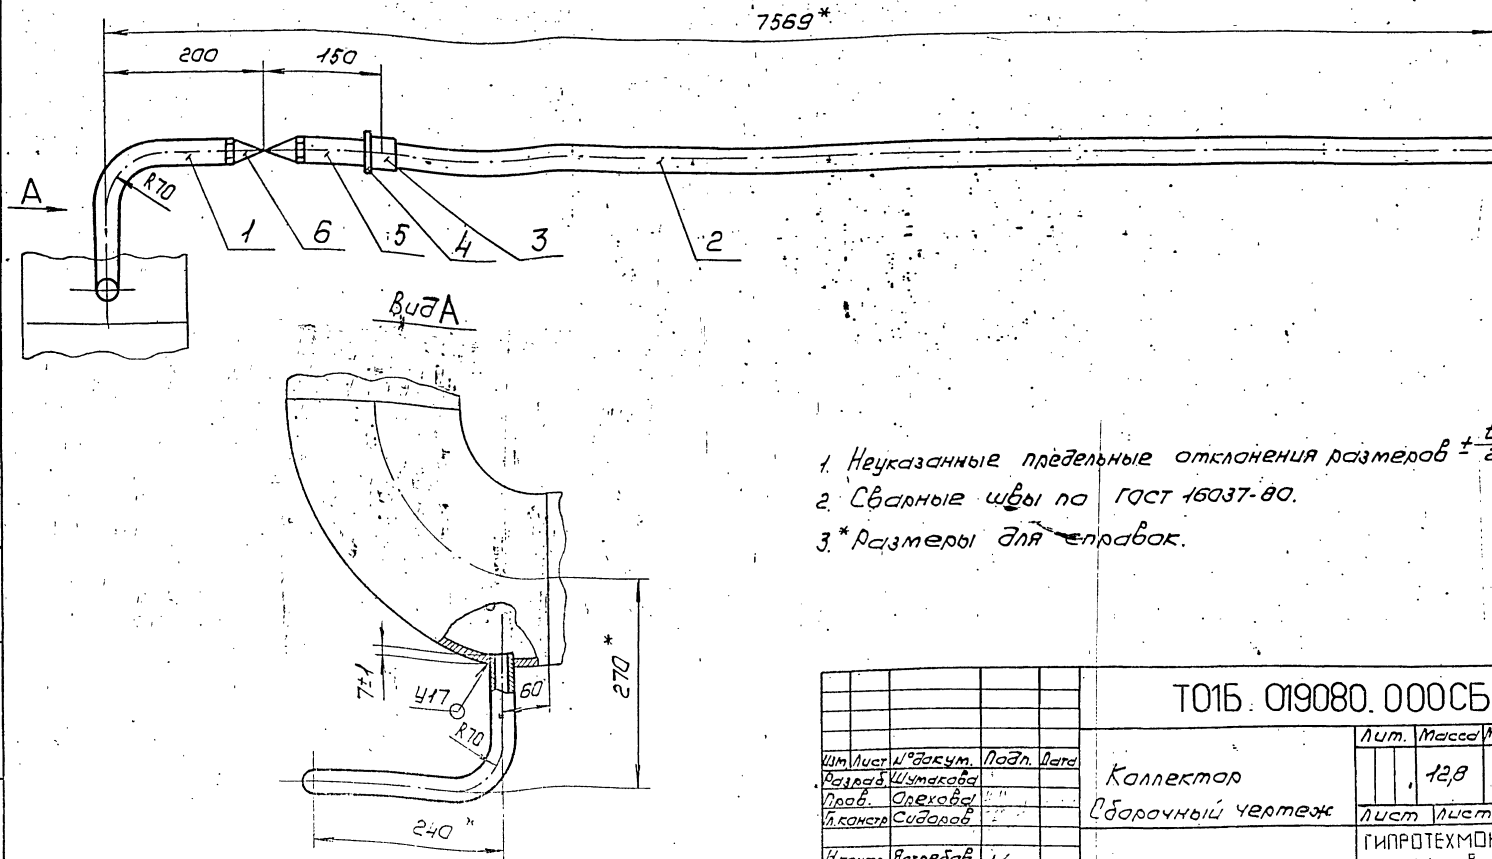 7569*
200
150
A
R70
1
6
5
4
3
2
Вид А
7±1
У17
60
R70
270*
240*
1. Неуказанные предельные отклонения размеров ±
2. Сварные швы по ГОСТ 16037-80.
3.* Размеры для справок.
Т01Б. 019080. 000СБ
Лит. Масса
Изм Лист № докум. Подп. Дата
Разраб Шумакова
Пров. Орехова
Гл.констр Сидоров
Коллектор
Сборочный чертеж
12,8
Лист Лист
ГИПРОТЕХМОН